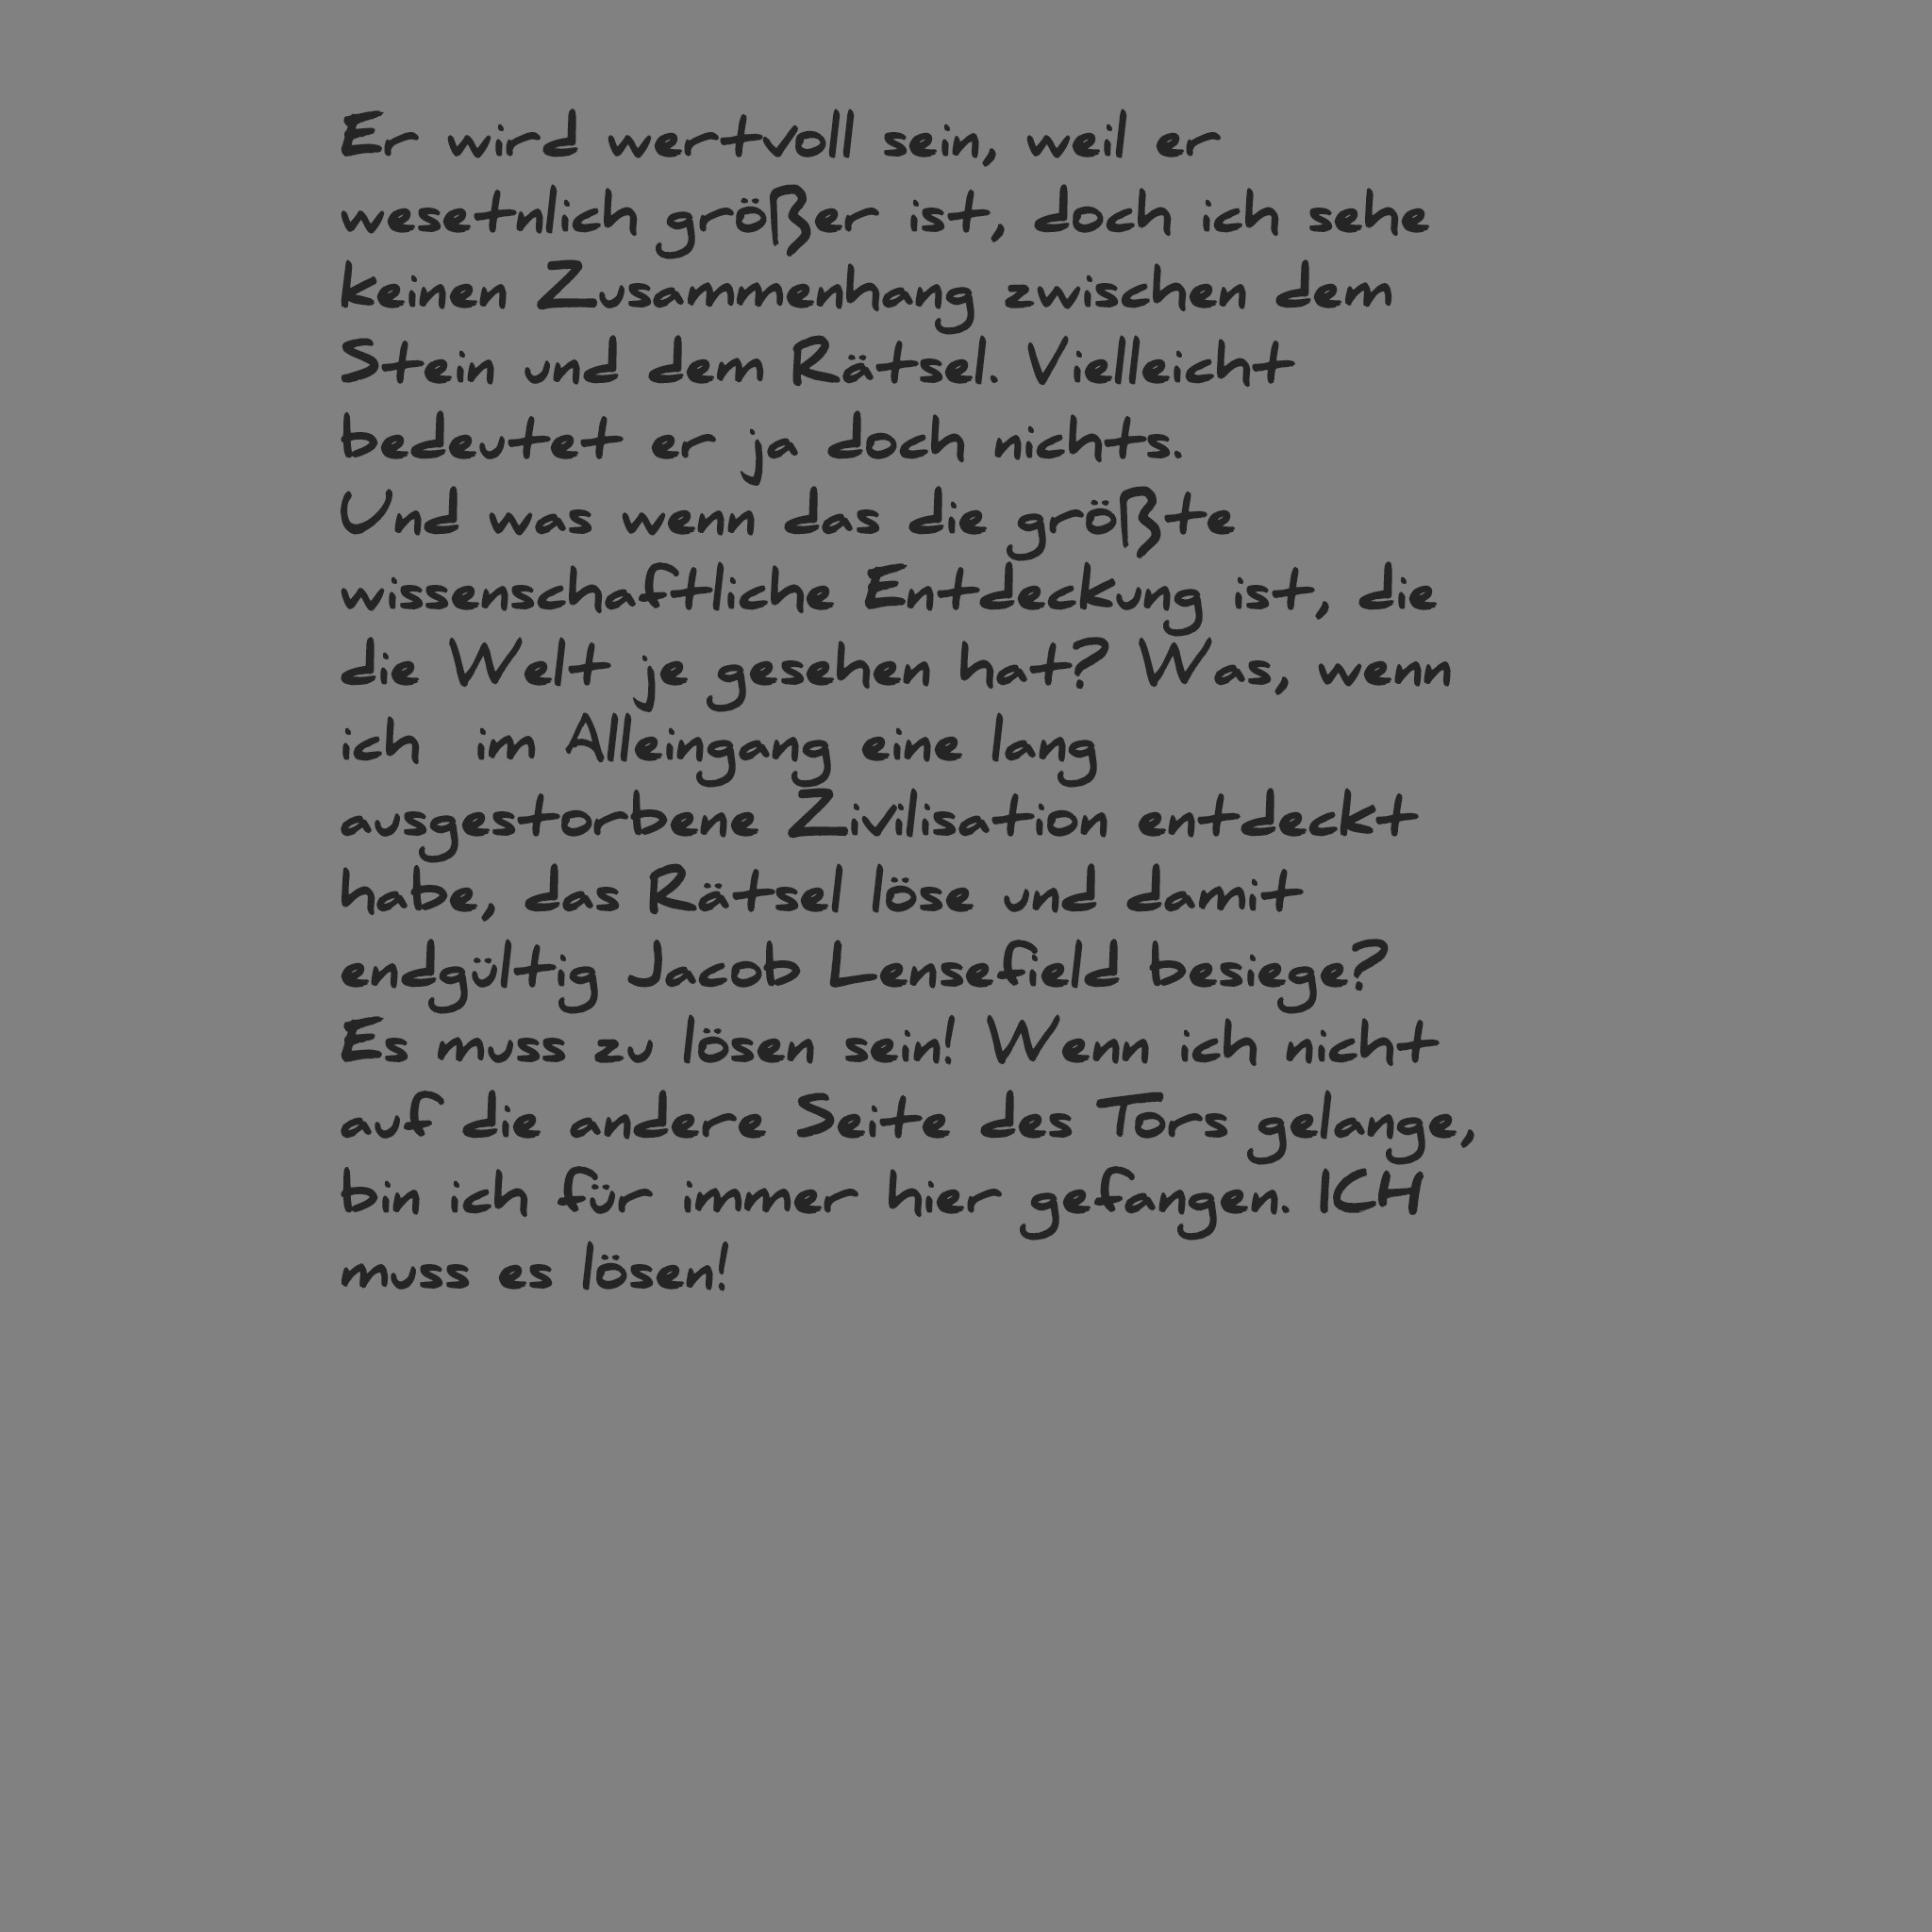 Er wird wertvoll sein, weil er
wesetnlich größer ist, doch ich sehe
keinen Zusammmenhang zwischen dem
Stein und dem Rätsel. Vielleicht
bedeutet er ja doch nichts.
Und was wenn das die größte
wissenschaftliche Entdeckung ist, die
die Welt je gesehen hat? Was, wenn
ich im Alleingang eine lang
ausgestorbene Zivilisation entdeckt
habe, das Rätsel löse und damit
endgültig Jacob Lensefield besiege?
Es muss zu lösen sein! Wenn ich nicht
auf die andere Seite des Tors gelange,
bin ich für immer hier gefangen. ICH
muss es lösen!